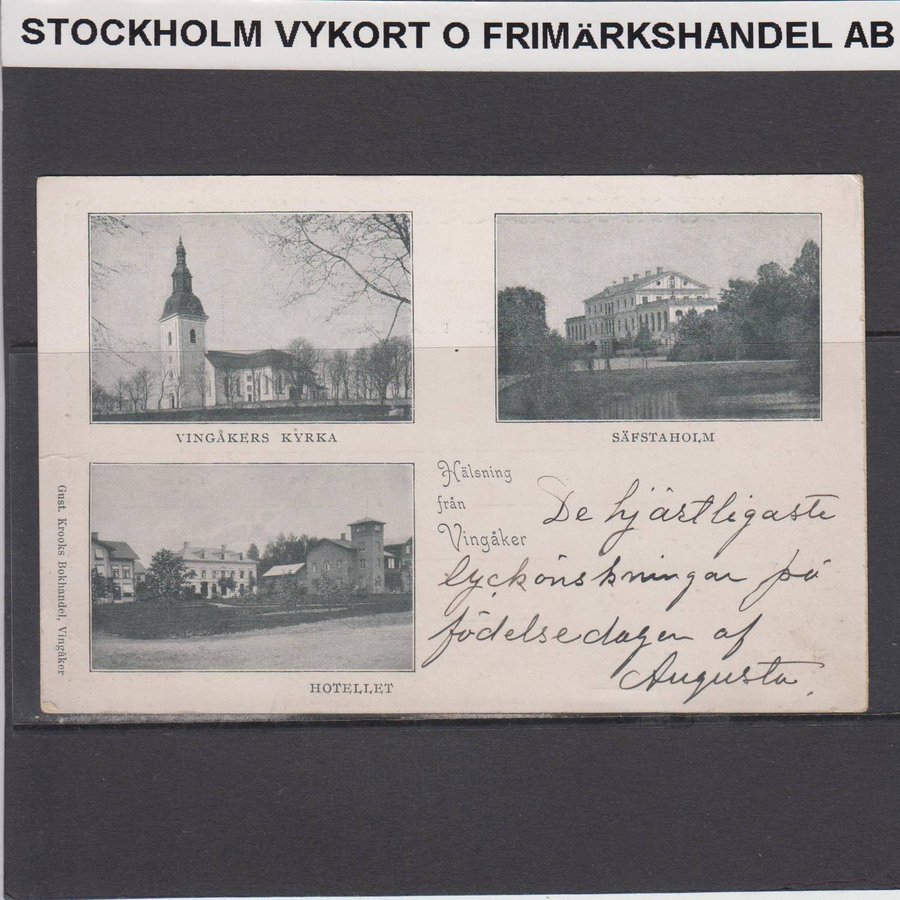 STOCKHOLM VYKORT O FRIMÄRKSHANDEL AB
VINGÅKERS KYRKA
SÄFSTAHOLM
HOTELLET
Gust. Krooks Bokhandel, Vingåker
Hälsning
från
Vingåker
De hjärtligaste
lyckönskningar på
födelsedagen af
Augusta